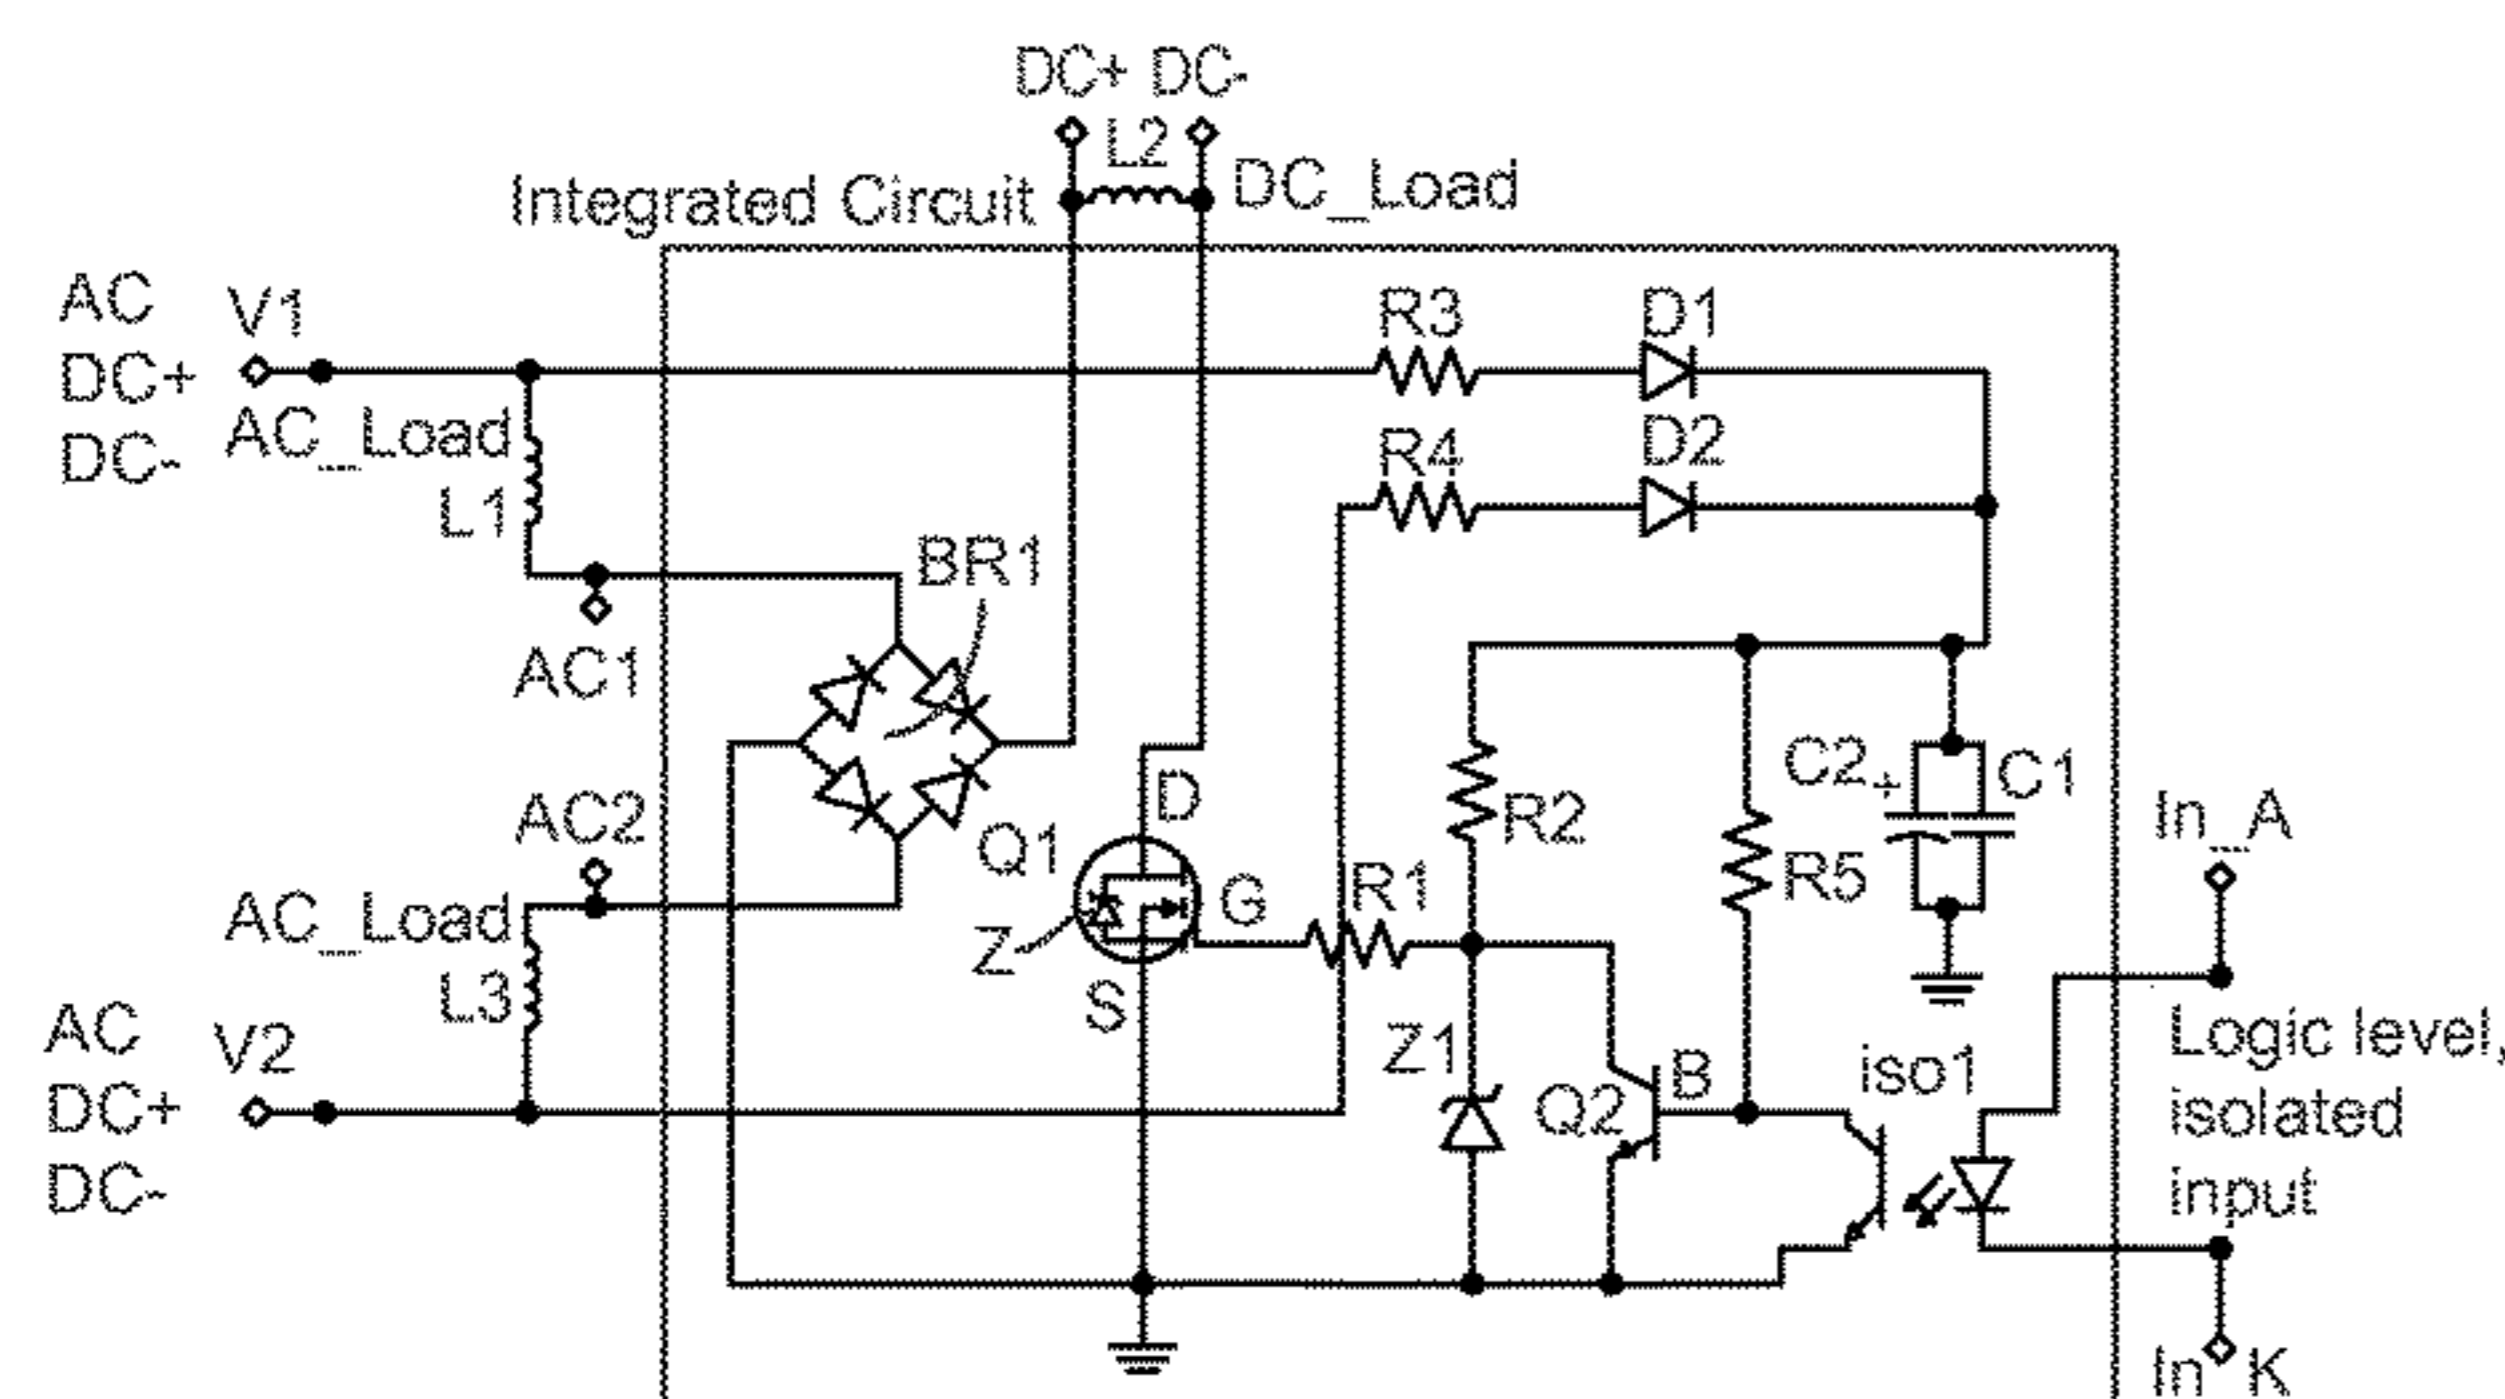 DC+ DC-
L2
Integrated Circuit
DC_Load
AC
V1
DC+
DC-
AC_Load
L1
R3
D1
R4
D2
BR1
AC1
AC2
AC_Load
L3
AC
V2
DC+
DC-
Q1
D
G
S
Z
R1
R2
R5
C2
+
C1
Z1
Q2
B
iso1
In_A
Logic level,
isolated
input
In K